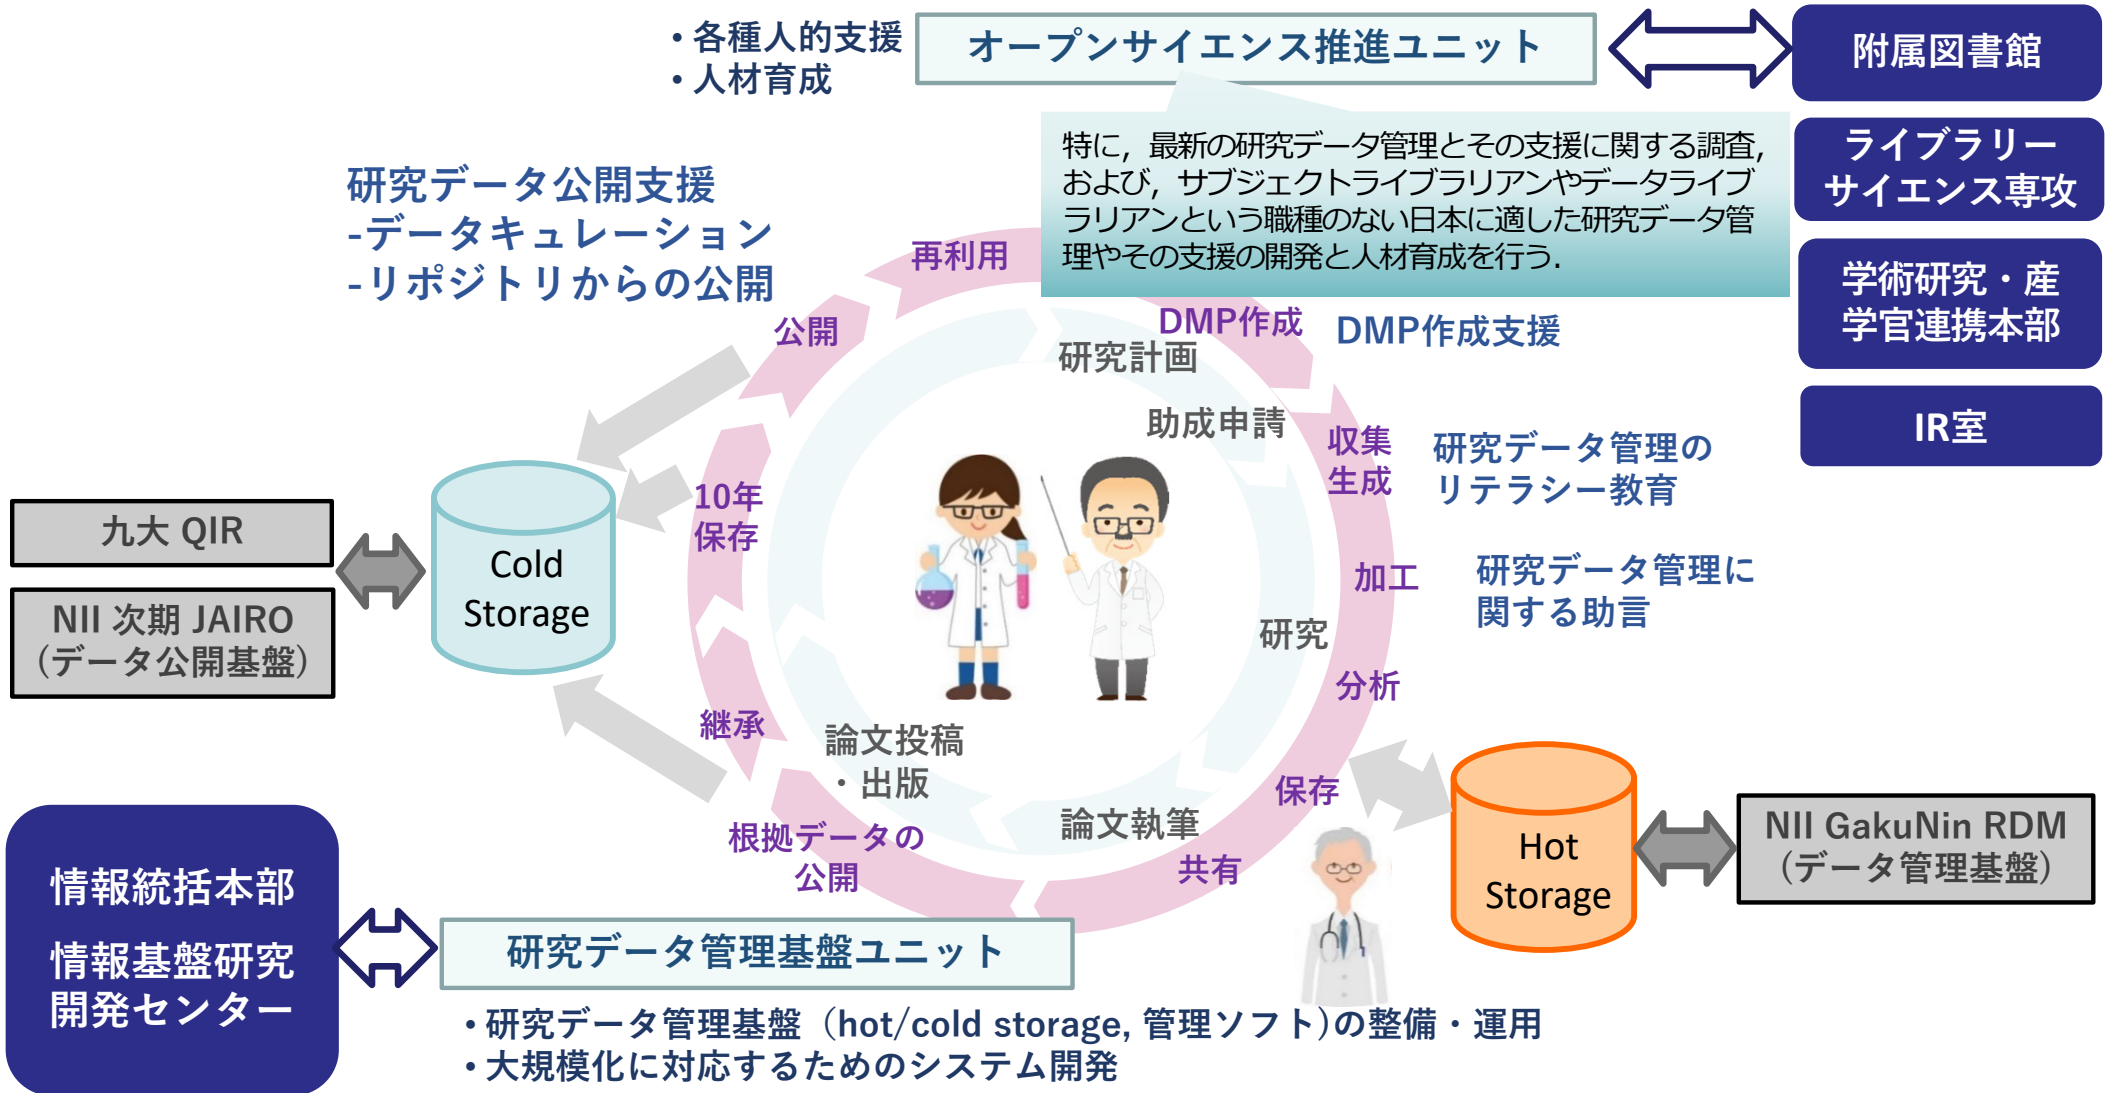 ・各種人的支援
・人材育成
オープンサイエンス推進ユニット
附属図書館
ライブラリー
サイエンス専攻
学術研究・産
学官連携本部
IR室
特に，最新の研究データ管理とその支援に関する調査，
および，サブジェクトライブラリアンやデータライブ
ラリアンという職種のない日本に適した研究データ管
理やその支援の開発と人材育成を行う．
研究データ公開支援
-データキュレーション
-リポジトリからの公開
再利用
公開
DMP作成
DMP作成支援
研究計画
助成申請
収集
生成
研究データ管理の
リテラシー教育
10年
保存
九大 QIR
NII 次期 JAIRO
（データ公開基盤）
Cold
Storage
加工
研究データ管理に
関する助言
研究
分析
継承
論文投稿
・出版
保存
論文執筆
根拠データの
公開
共有
Hot
Storage
NII GakuNin RDM
（データ管理基盤）
情報統括本部
情報基盤研究
開発センター
研究データ管理基盤ユニット
・研究データ管理基盤（hot/cold storage, 管理ソフト）の整備・運用
・大規模化に対応するためのシステム開発